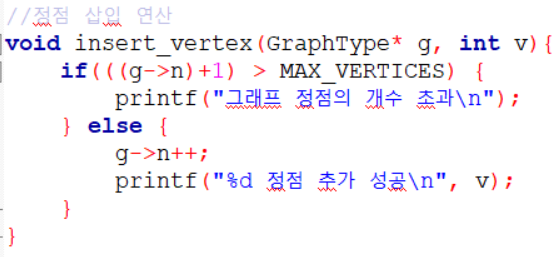 //정점 삽입 연산
void insert_vertex(GraphType* g, int v){
if(((g->n)+1) > MAX_VERTICES) {
printf("그래프 정점의 개수 초과\n");
} else {
g->n++;
printf("%d 정점 추가 성공\n", v);
}
}